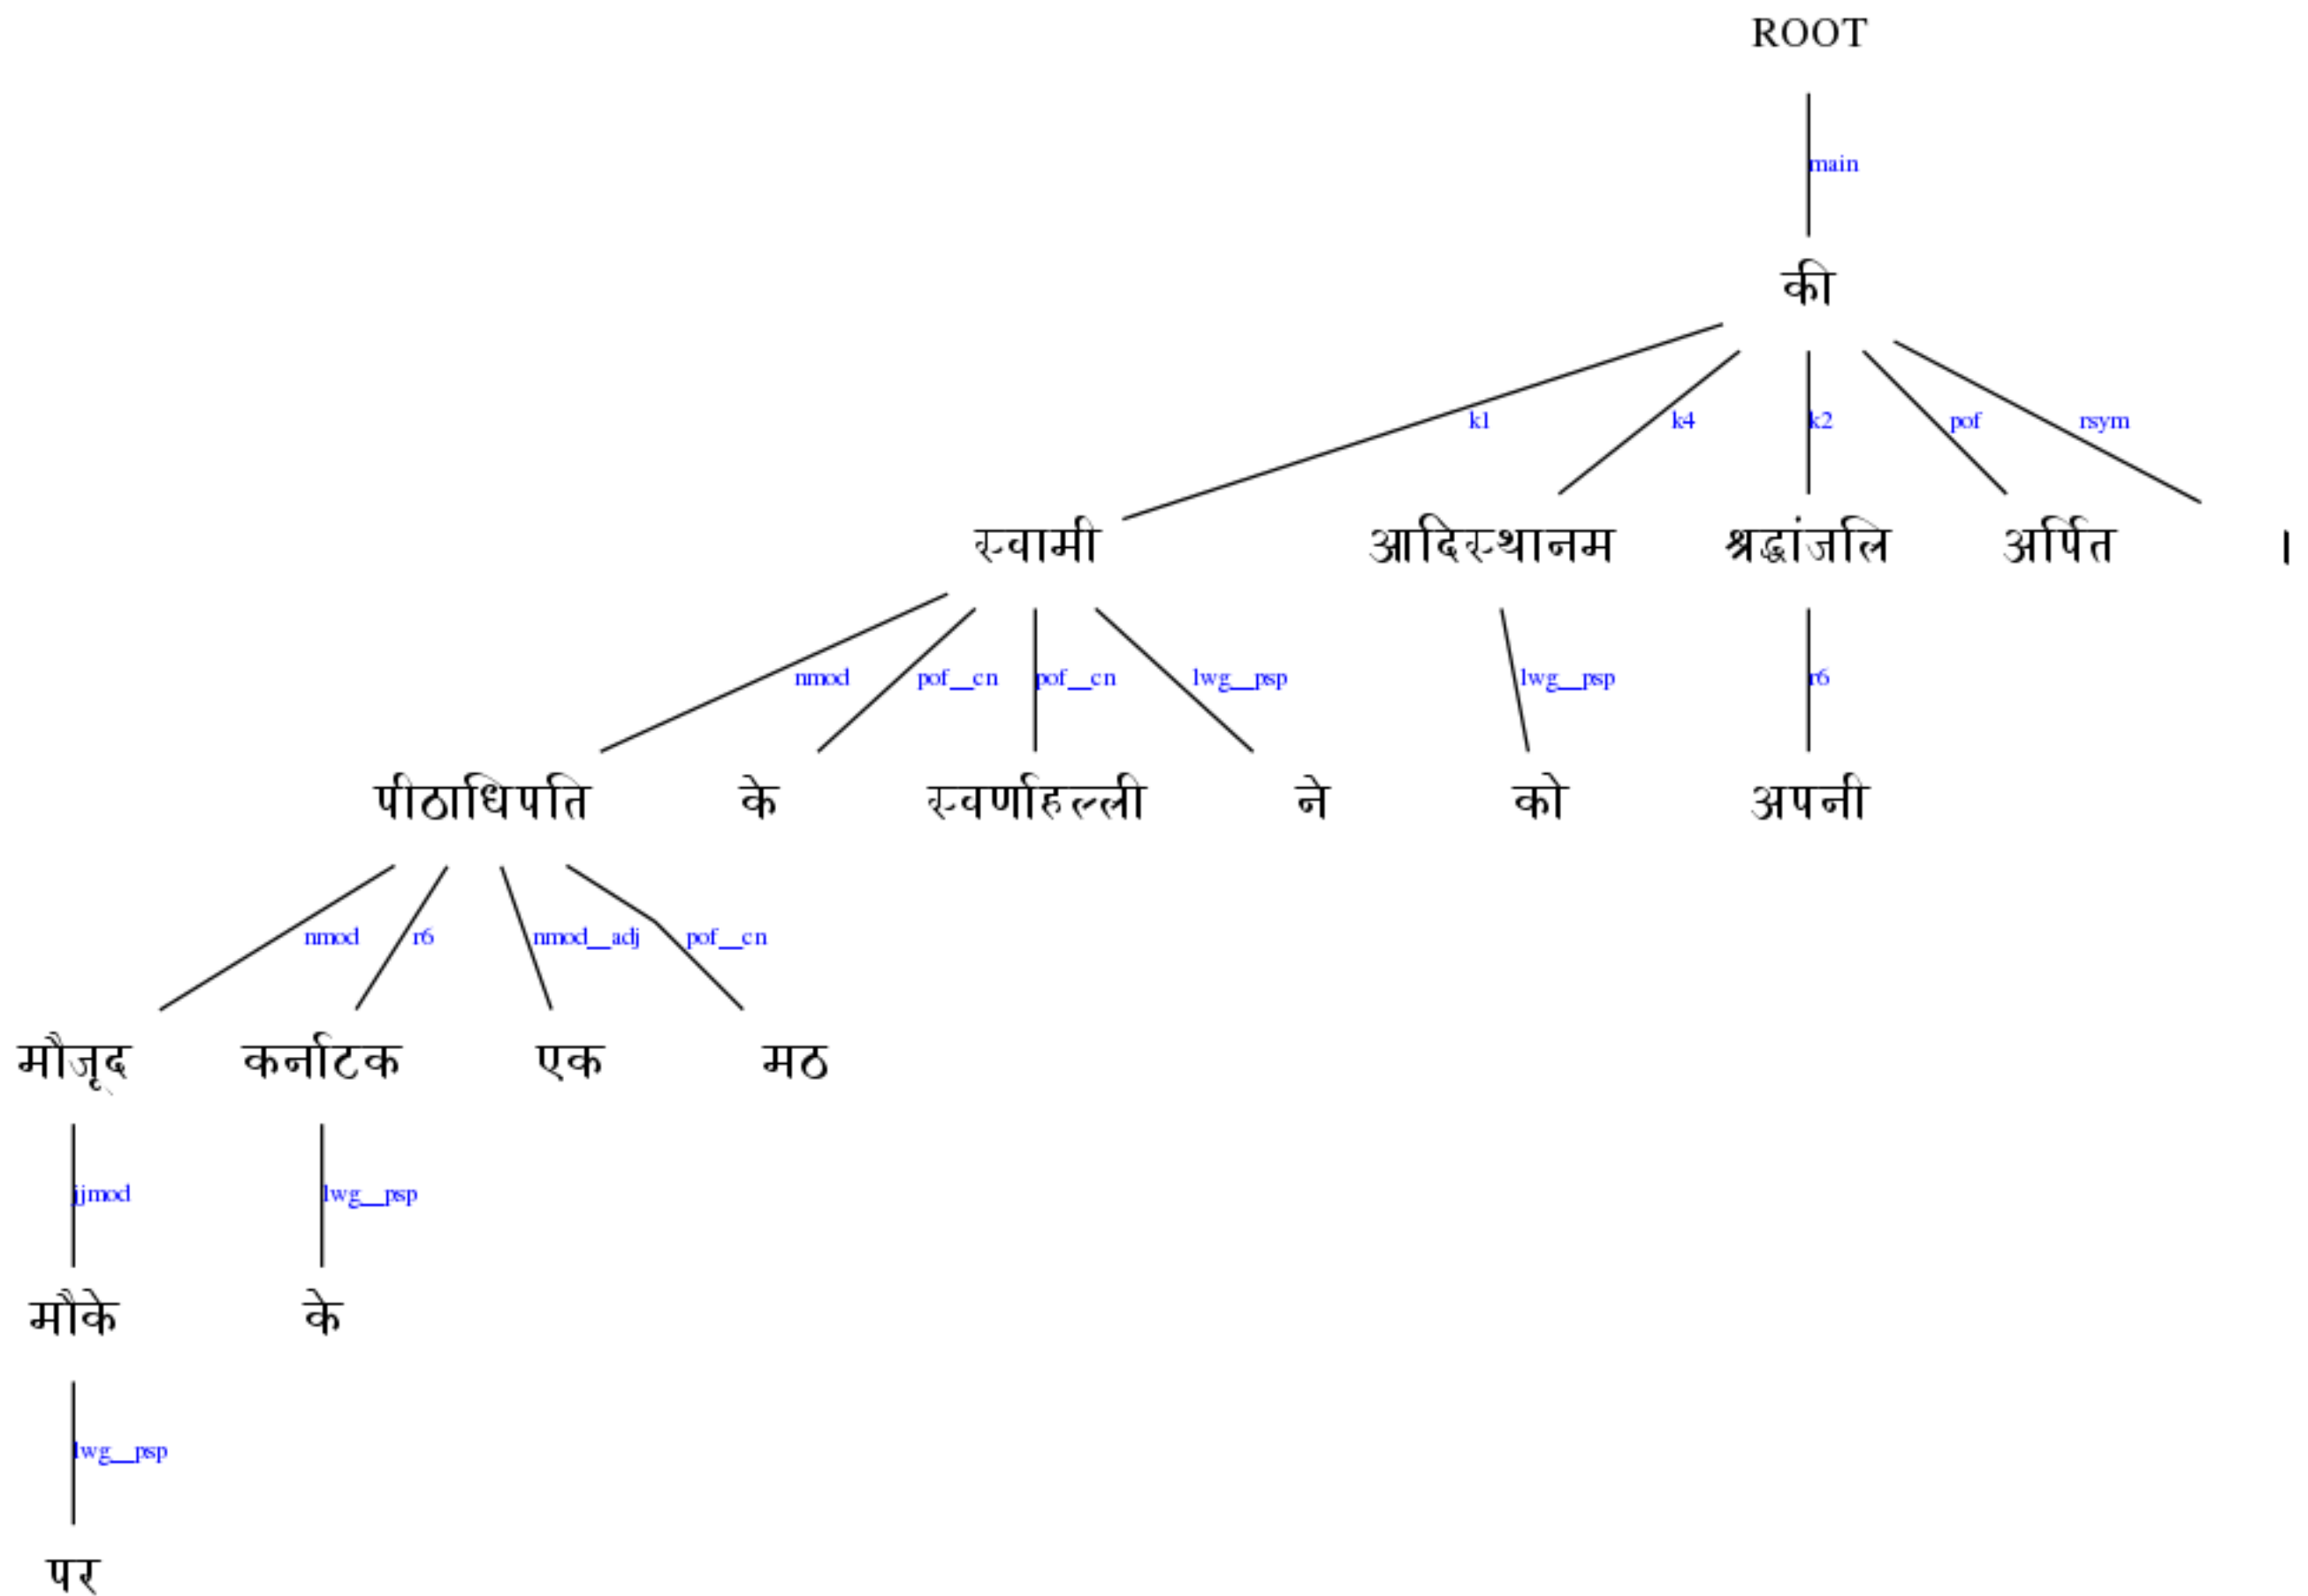 ROOT
main
की
k1 k4 k2 pof rsym
स्वामी आदिस्थानम श्रद्धांजलि अर्पित ।
nmod pof__cn pof__cn lwg__psp lwg__psp r6
पीठाधिपति के स्वर्णाहल्ली ने को अपनी
nmod r6 nmod__adj pof__cn
मौजूद कर्नाटक एक मठ
jjmod lwg__psp
मौके के
lwg__psp
पर